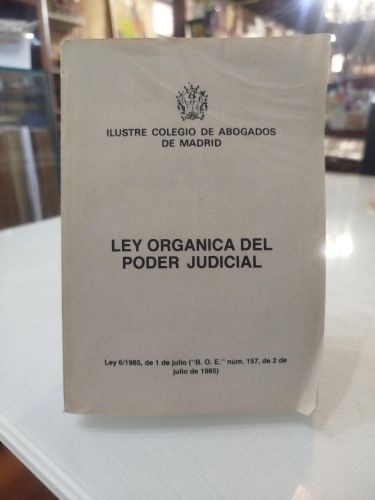 ILUSTRE COLEGIO DE ABOGADOS
DE MADRID
LEY ORGANICA DEL
PODER JUDICIAL
Ley 6/1985, de 1 de julio ("B. O. E." núm. 157, de 2 de
julio de 1985)